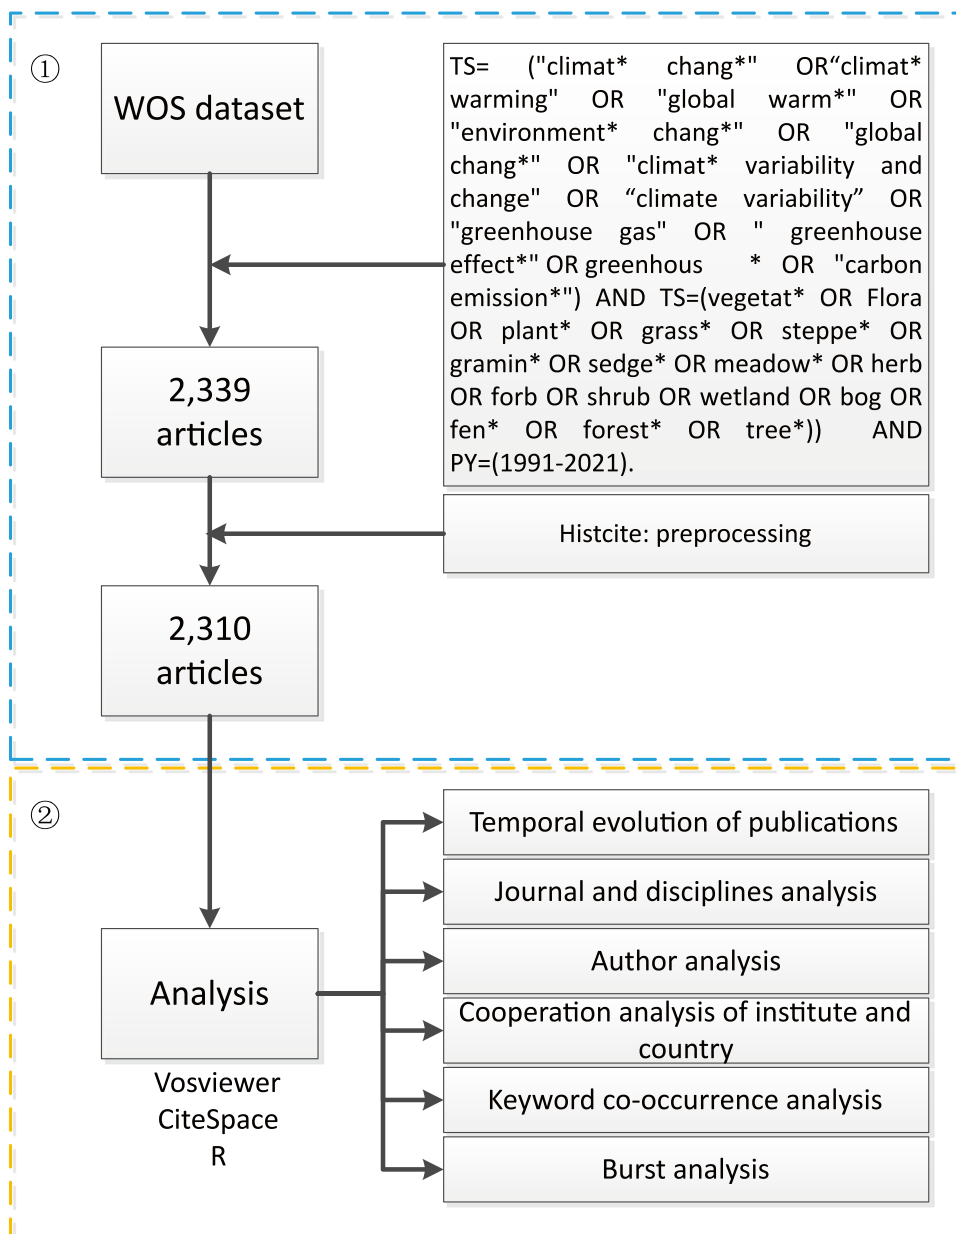 ①
WOS dataset
TS= ("climat* chang*" OR“climat*
warming" OR "global warm*" OR
"environment* chang*" OR "global
chang*" OR "climat* variability and
change" OR “climate variability” OR
"greenhouse gas" OR " greenhouse
effect*" OR greenhous * OR "carbon
emission*") AND TS=(vegetat* OR Flora
OR plant* OR grass* OR steppe* OR
gramin* OR sedge* OR meadow* OR herb
OR forb OR shrub OR wetland OR bog OR
fen* OR forest* OR tree*)) AND
PY=(1991-2021).
2,339
articles
Histcite: preprocessing
2,310
articles
②
Analysis
Vosviewer
CiteSpace
R
Temporal evolution of publications
Journal and disciplines analysis
Author analysis
Cooperation analysis of institute and
country
Keyword co-occurrence analysis
Burst analysis